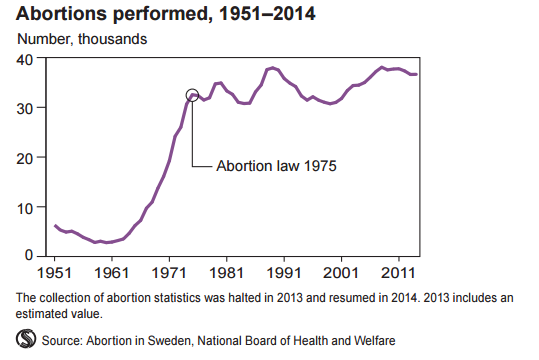 Abortions performed, 1951–2014
Number, thousands
40
30
20
10
0
Abortion law 1975
1951 1961 1971 1981 1991 2001 2011
The collection of abortion statistics was halted in 2013 and resumed in 2014. 2013 includes an
estimated value.
Source: Abortion in Sweden, National Board of Health and Welfare